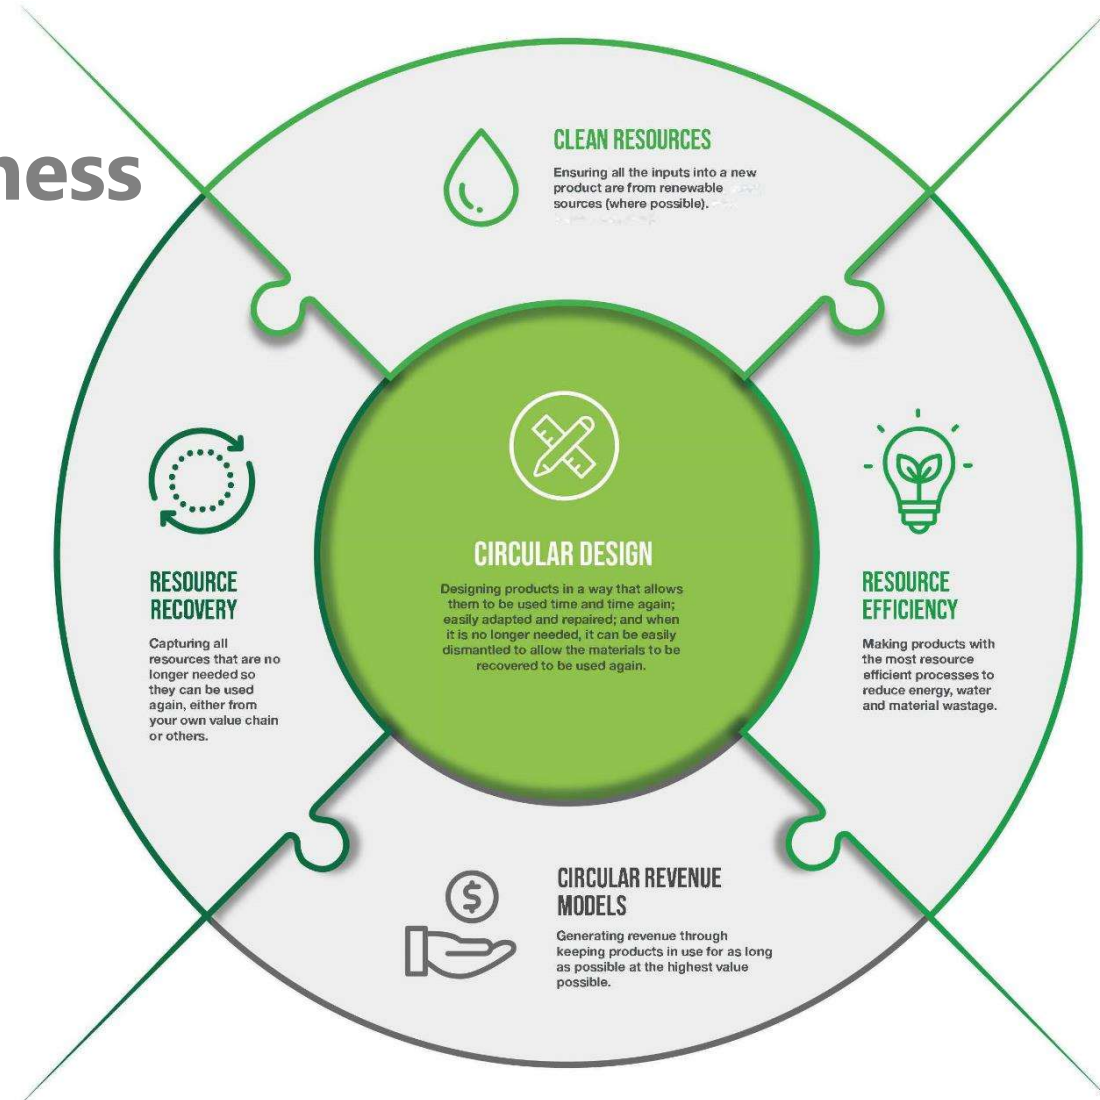 ness
CLEAN RESOURCES
Ensuring all the inputs into a new
product are from renewable
sources (where possible).
CIRCULAR DESIGN
Designing products in a way that allows
them to be used time and time again;
easily adapted and repaired; and when
it is no longer needed, it can be easily
dismantled to allow the materials to be
recovered to be used again.
RESOURCE
RECOVERY
Capturing all
resources that are no
longer needed so
they can be used
again, either from
your own value chain
or others.
RESOURCE
EFFICIENCY
Making products with
the most resource
efficient processes to
reduce energy, water
and material wastage.
CIRCULAR REVENUE
MODELS
Generating revenue through
keeping products in use for as long
as possible at the highest value
possible.